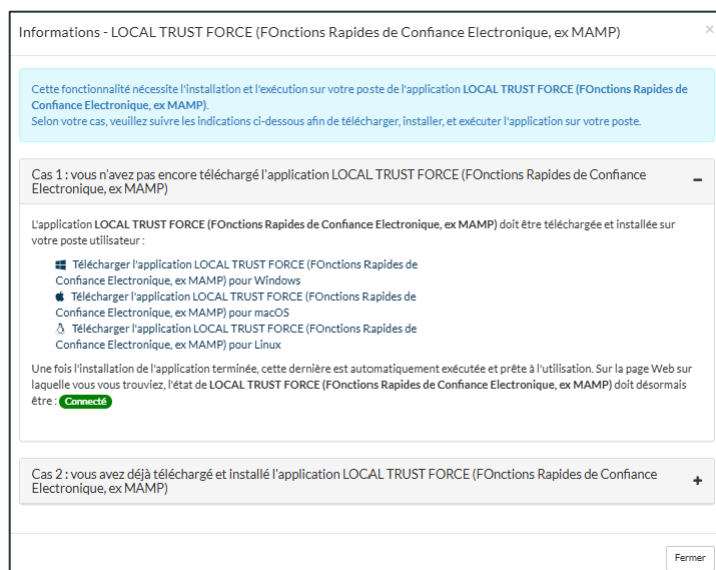 Informations - LOCAL TRUST FORCE (FOnctions Rapides de Confiance Electronique, ex MAMP)
×
Cette fonctionnalité nécessite l'installation et l'exécution sur votre poste de l'application LOCAL TRUST FORCE (FOnctions Rapides de
Confiance Electronique, ex MAMP).
Selon votre cas, veuillez suivre les indications ci-dessous afin de télécharger, installer, et exécuter l'application sur votre poste.
Cas 1 : vous n'avez pas encore téléchargé l'application LOCAL TRUST FORCE (FOnctions Rapides de Confiance
Electronique, ex MAMP)
L'application LOCAL TRUST FORCE (FOnctions Rapides de Confiance Electronique, ex MAMP) doit être téléchargée et installée sur
votre poste utilisateur :
Télécharger l'application LOCAL TRUST FORCE (FOnctions Rapides de
Confiance Electronique, ex MAMP) pour Windows
Télécharger l'application LOCAL TRUST FORCE (FOnctions Rapides de
Confiance Electronique, ex MAMP) pour macOS
Télécharger l'application LOCAL TRUST FORCE (FOnctions Rapides de
Confiance Electronique, ex MAMP) pour Linux
Une fois l'installation de l'application terminée, cette dernière est automatiquement exécutée et prête à l'utilisation. Sur la page Web sur
laquelle vous vous trouviez, l'état de LOCAL TRUST FORCE (FOnctions Rapides de Confiance Electronique, ex MAMP) doit désormais
être : Connecté
Cas 2 : vous avez déjà téléchargé et installé l'application LOCAL TRUST FORCE (FOnctions Rapides de Confiance
Electronique, ex MAMP)
Fermer